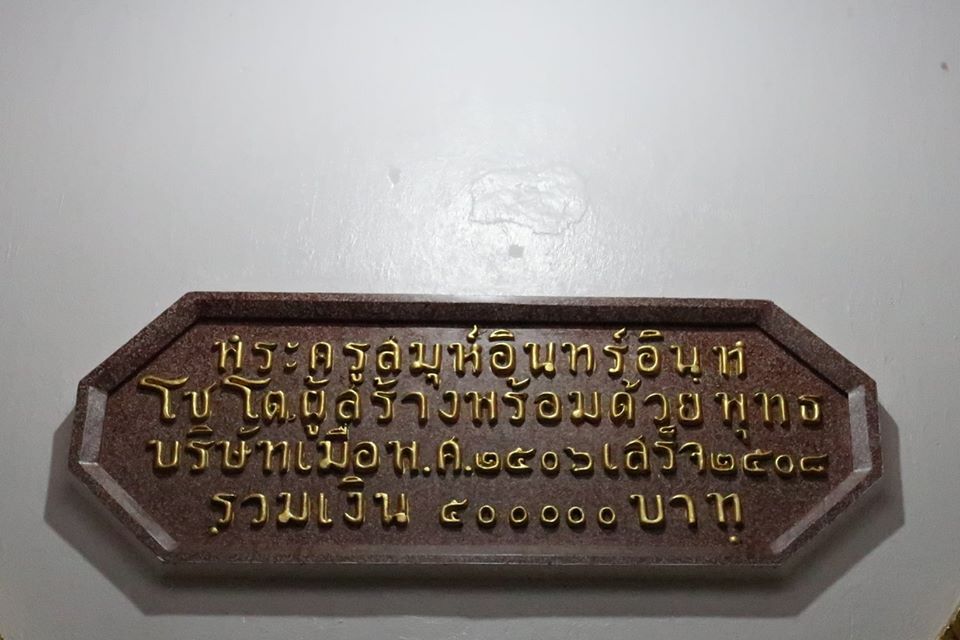 พระครูสมุห์อินทร์อินฺท
โชโต.ผู้สร้างพร้อมด้วยพุทธ
บริษัทเมื่อพ.ศ.๒๕๐๖เสร็จ๒๕๐๘
รวมเงิน ๕๐๐๐๐๐ บาท